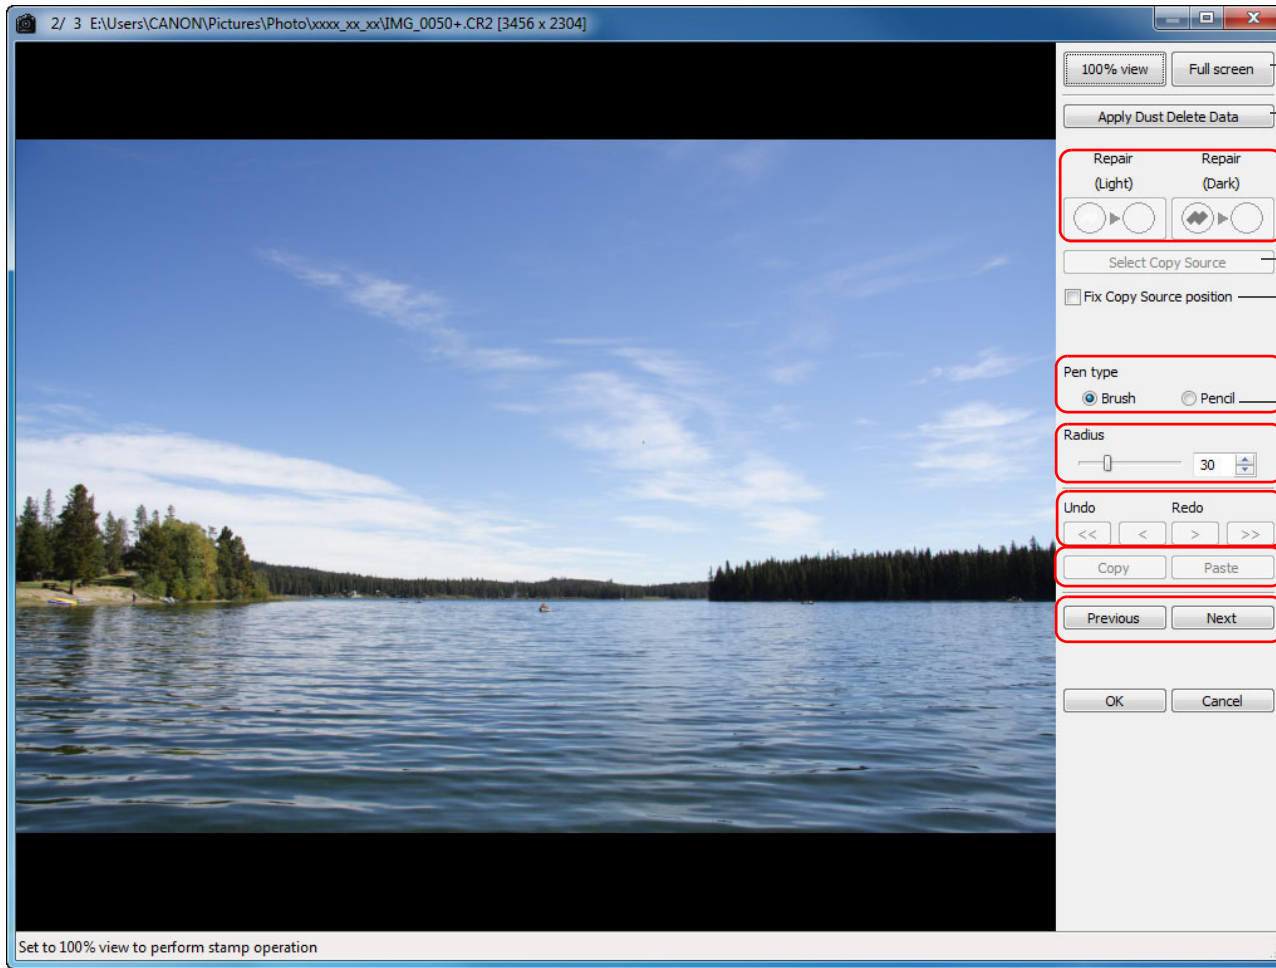 2/ 3 E:\Users\CANON\Pictures\Photo\xxxx_xx_xx\IMG_0050+.CR2 [3456 x 2304]
100% view Full screen
Apply Dust Delete Data
Repair Repair
(Light) (Dark)
Select Copy Source
Fix Copy Source position
Pen type
Brush Pencil
Radius
30
Undo Redo
<< < > >>
Copy Paste
Previous Next
OK Cancel
Set to 100% view to perform stamp operation